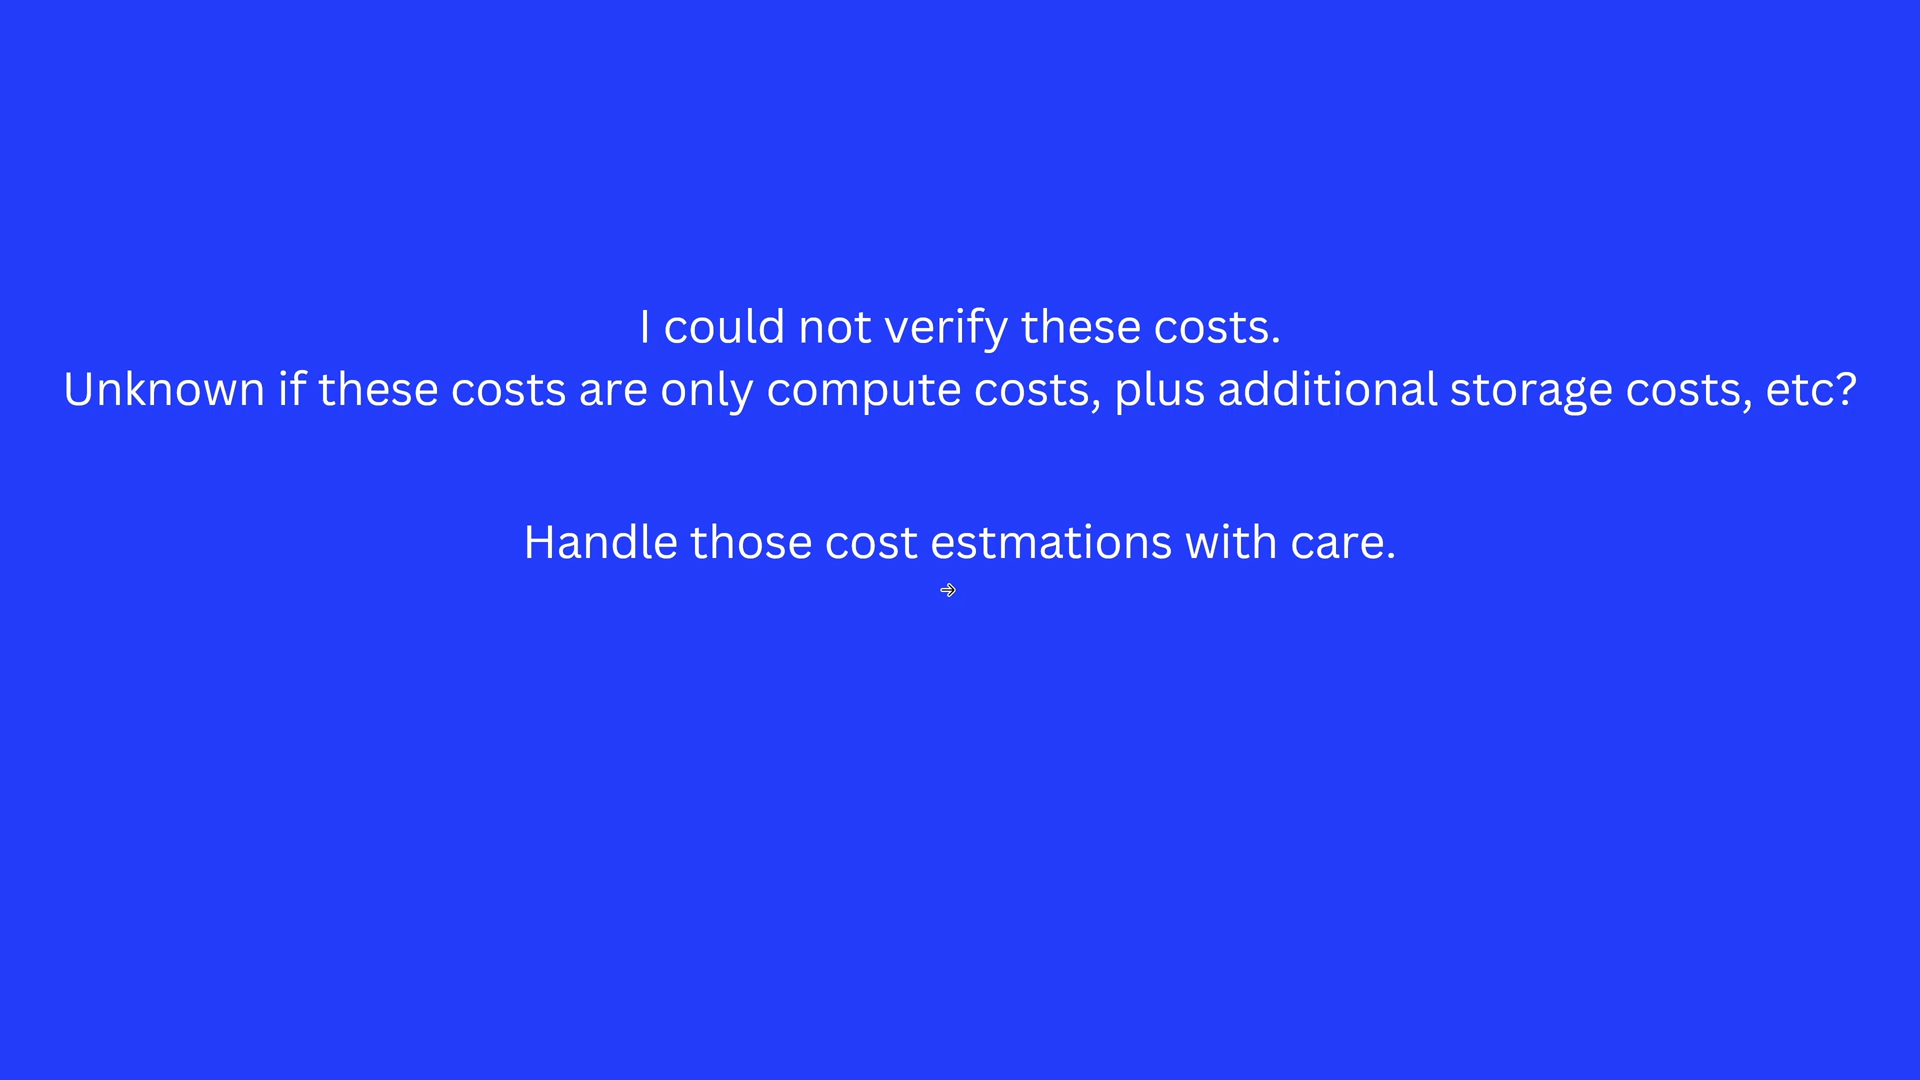 I could not verify these costs.
Unknown if these costs are only compute costs, plus additional storage costs, etc?
Handle those cost estmations with care.